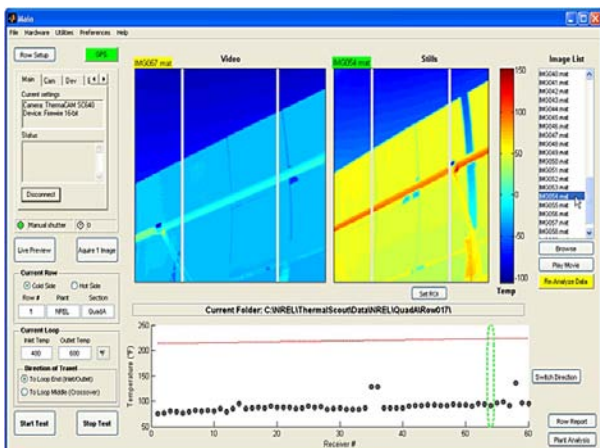 Main
File Hardware Utilities Preferences Help
Row Setup
GPS
Main Cam Dev
Current settings
Camera: ThermaCAM SC640
Device: Firewire 16-bit
Status
Disconnect
Manual shutter 0
Live Preview
Aquire 1 Image
Current Row
Cold Side Hot Side
Row # Plant Section
1 NREL QuadA
Current Loop
Inlet Temp Outlet Temp
400 600 °F
Direction of Travel
To Loop End (Inlet/Outlet)
To Loop Middle (Crossover)
Start Test
Stop Test
IMG057.mat
Video
IMG054.mat
Stills
150
100
50
0
-50
-100
Temp
Image List
IMG040.mat
IMG041.mat
IMG042.mat
IMG043.mat
IMG044.mat
IMG045.mat
IMG046.mat
IMG047.mat
IMG048.mat
IMG049.mat
IMG050.mat
IMG051.mat
IMG052.mat
IMG053.mat
IMG054.mat
IMG055.mat
IMG056.mat
IMG057.mat
IMG058.mat
Browse
Play Movie
Re-Analyze Data
Set ROI
Current Folder: C:\NREL\ThermalScout\Data\NREL\QuadA\Row017\
Temperature (°F)
250
200
150
100
50
0 10 20 30 40 50 60
Receiver #
Switch Direction
Row Report
Plant Analysis